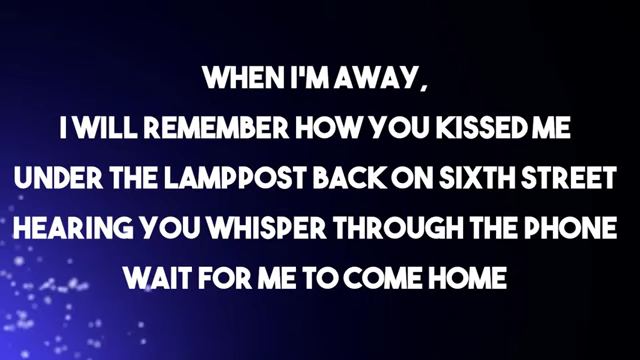 WHEN I'M AWAY,
I WILL REMEMBER HOW YOU KISSED ME
UNDER THE LAMPPOST BACK ON SIXTH STREET
HEARING YOU WHISPER THROUGH THE PHONE
WAIT FOR ME TO COME HOME